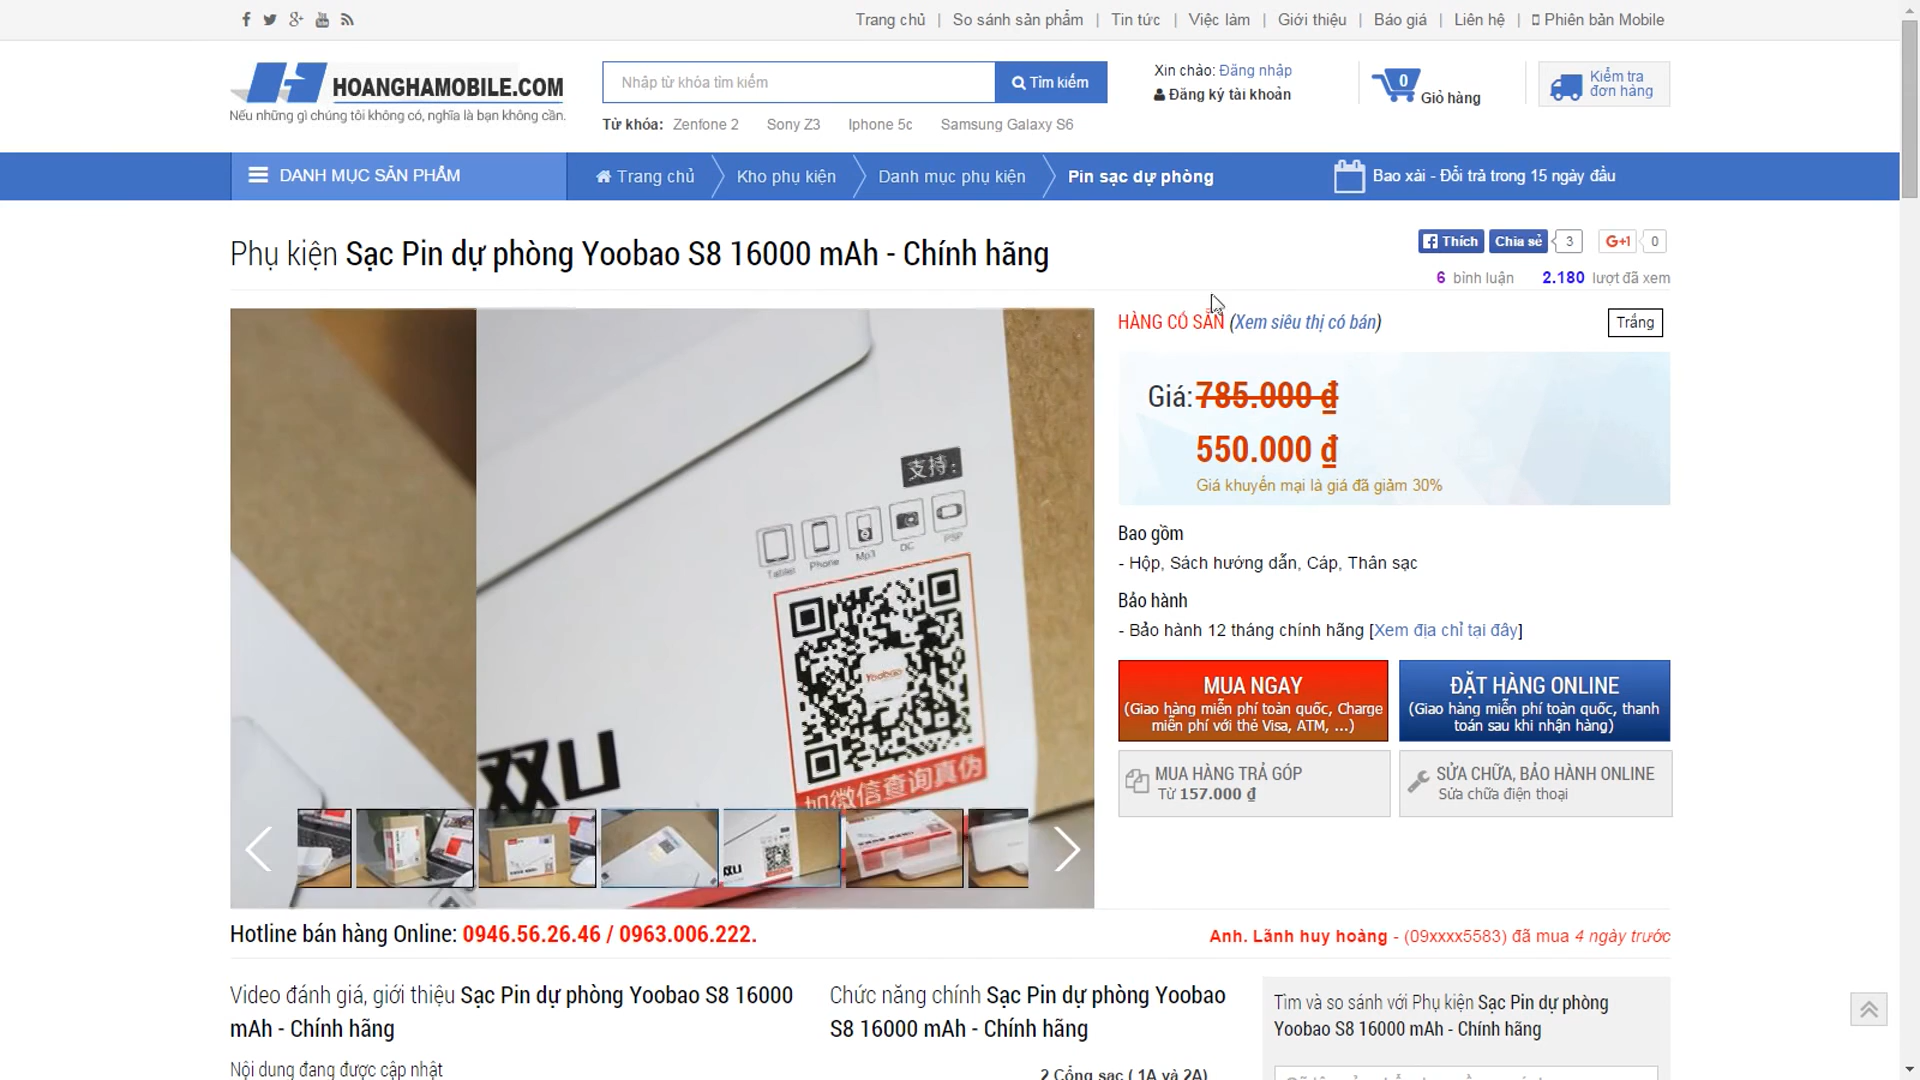 Trang chủ | So sánh sản phẩm | Tin tức | Việc làm | Giới thiệu | Báo giá | Liên hệ | Phiên bản Mobile
HOANGHAMOBILE.COM
Nếu những gì chúng tôi không có, nghĩa là bạn không cần.
Nhập từ khóa tìm kiếm
Tìm kiếm
Từ khóa: Zenfone 2 Sony Z3 Iphone 5c Samsung Galaxy S6
Xin chào: Đăng nhập
Đăng ký tài khoản
0
Giỏ hàng
Kiểm tra
đơn hàng
DANH MỤC SẢN PHẨM
Trang chủ
Kho phụ kiện
Danh mục phụ kiện
Pin sạc dự phòng
Bao xài - Đổi trả trong 15 ngày đầu
Phụ kiện Sạc Pin dự phòng Yoobao S8 16000 mAh - Chính hãng
Thích Chia sẻ 3 G+1 0
6 bình luận 2.180 lượt đã xem
支持:
Tablet Phone Mp3 DC PSP
Yoobao
加微信查询真伪
HÀNG CÓ SẴN (Xem siêu thị có bán)
Trắng
Giá: 785.000 ₫
550.000 ₫
Giá khuyến mại là giá đã giảm 30%
Bao gồm
- Hộp, Sách hướng dẫn, Cáp, Thân sạc
Bảo hành
- Bảo hành 12 tháng chính hãng [Xem địa chỉ tại đây]
MUA NGAY
(Giao hàng miễn phí toàn quốc, Charge
miễn phí với thẻ Visa, ATM, ...)
ĐẶT HÀNG ONLINE
(Giao hàng miễn phí toàn quốc, thanh
toán sau khi nhận hàng)
MUA HÀNG TRẢ GÓP
Từ 157.000 ₫
SỬA CHỮA, BẢO HÀNH ONLINE
Sửa chữa điện thoại
Hotline bán hàng Online: 0946.56.26.46 / 0963.006.222.
Anh. Lãnh huy hoàng - (09xxxx5583) đã mua 4 ngày trước
Video đánh giá, giới thiệu Sạc Pin dự phòng Yoobao S8 16000
mAh - Chính hãng
Nội dung đang được cập nhật
Chức năng chính Sạc Pin dự phòng Yoobao
S8 16000 mAh - Chính hãng
2 Cổng sạc ( 1A và 2A)
Tìm và so sánh với Phụ kiện Sạc Pin dự phòng
Yoobao S8 16000 mAh - Chính hãng